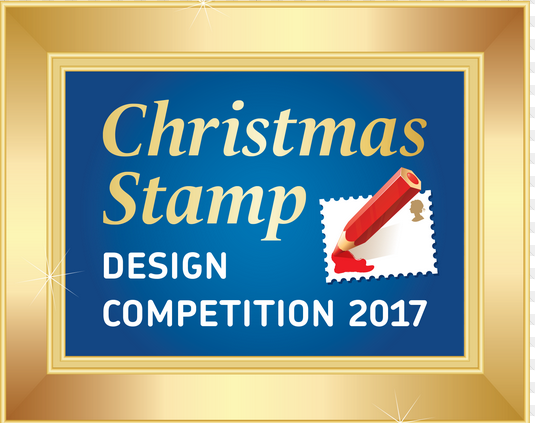 Christmas
Stamp
DESIGN
COMPETITION 2017